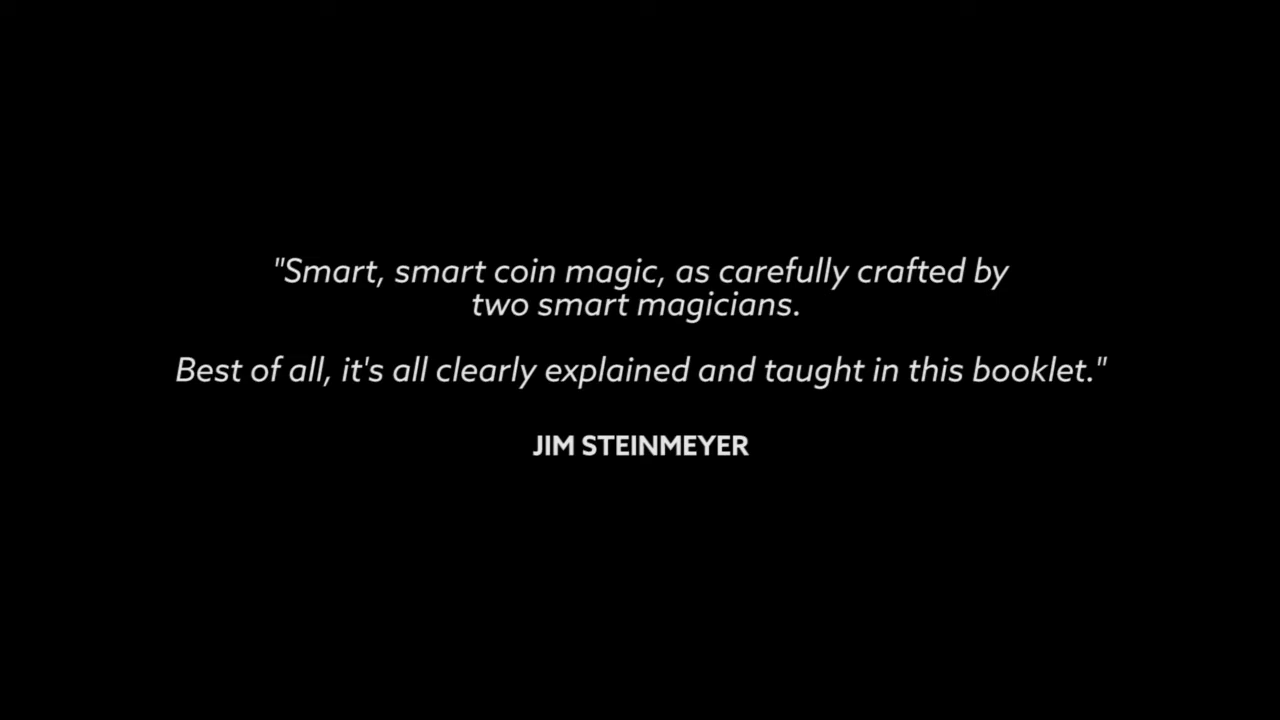 "Smart, smart coin magic, as carefully crafted by
two smart magicians.
Best of all, it's all clearly explained and taught in this booklet."
JIM STEINMEYER